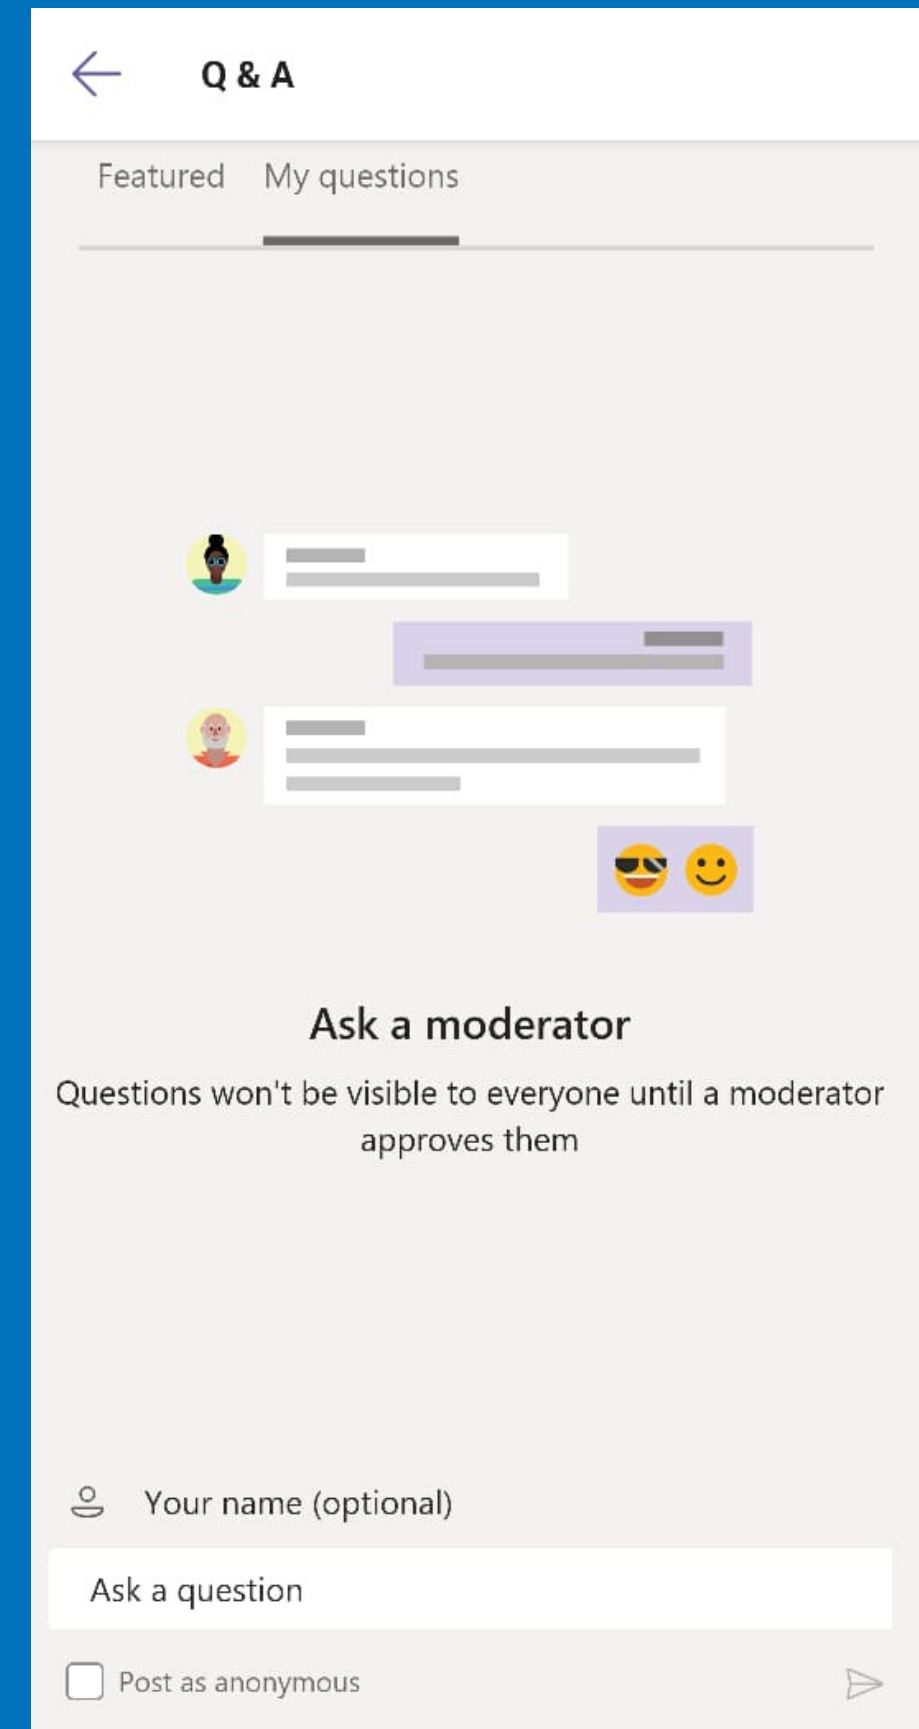 Q & A
Featured My questions
Ask a moderator
Questions won't be visible to everyone until a moderator
approves them
Your name (optional)
Ask a question
Post as anonymous